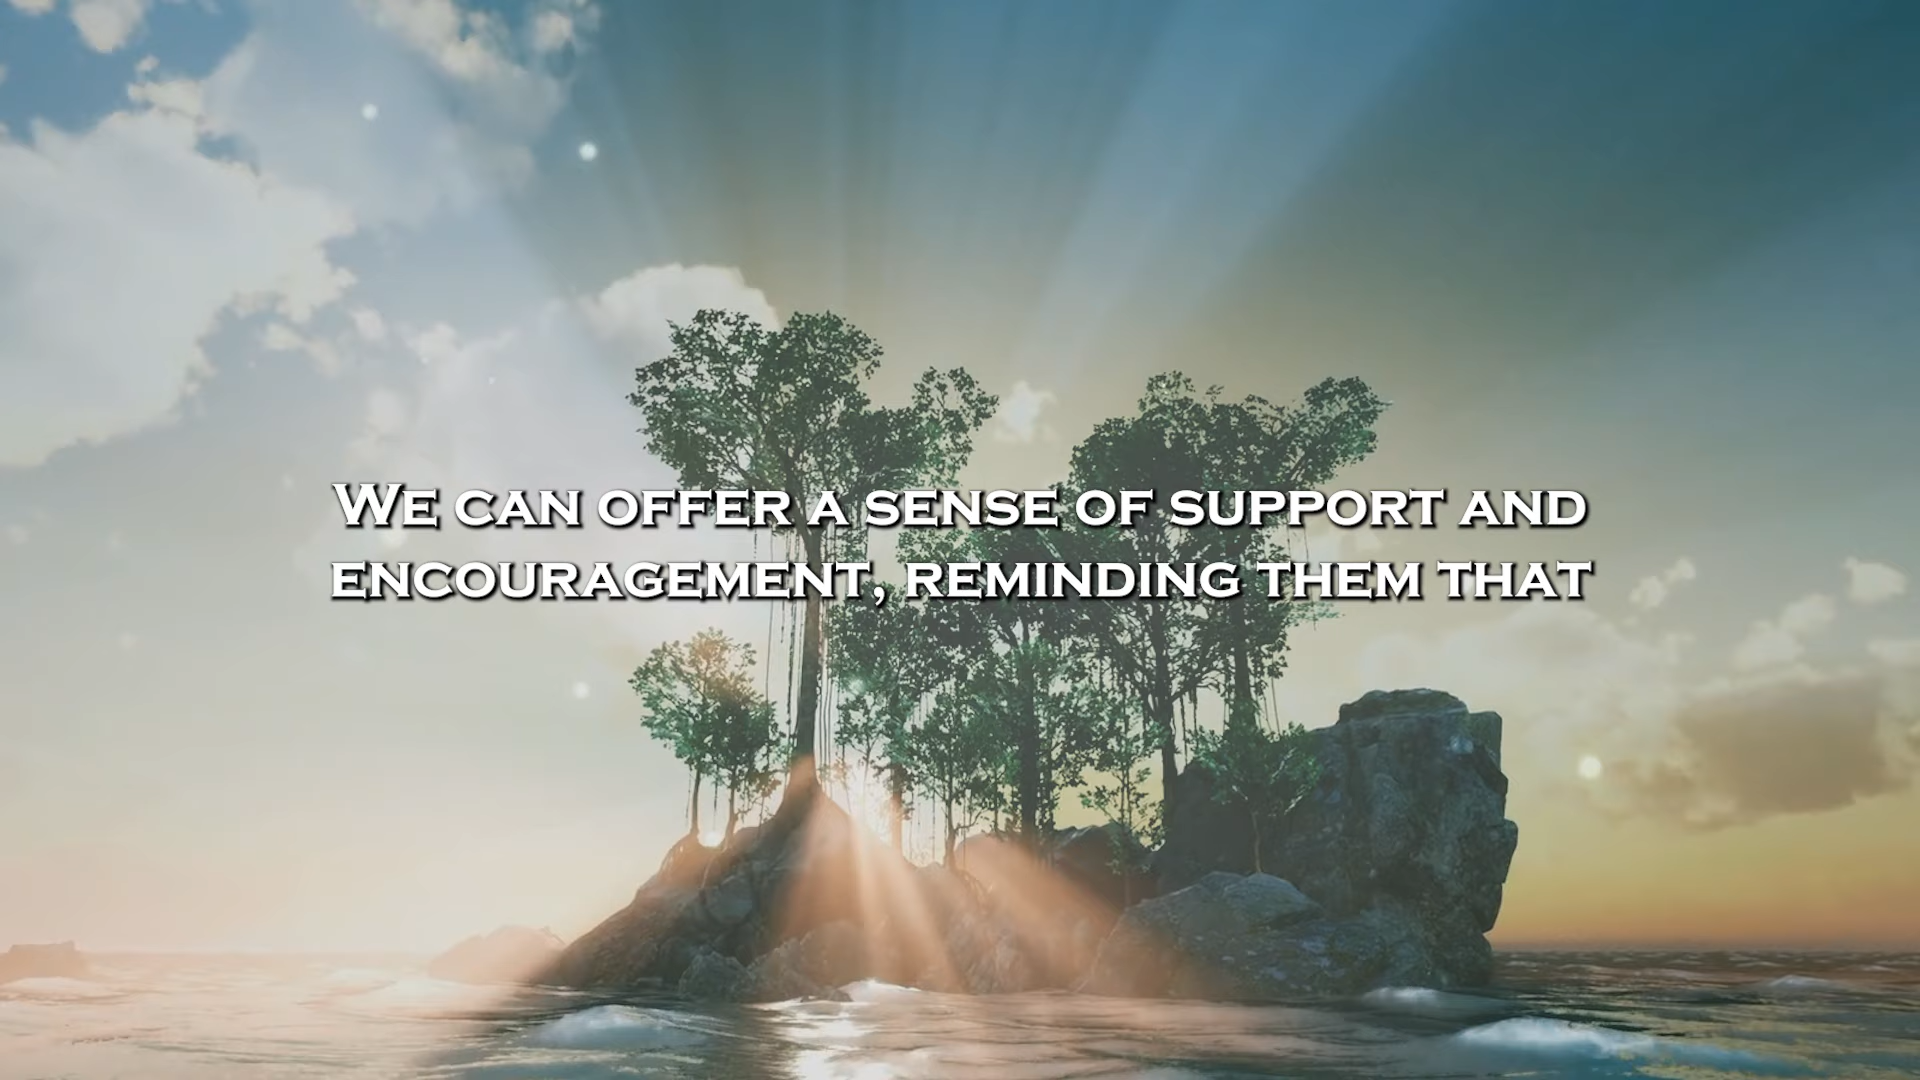 We can offer a sense of support and
encouragement, reminding them that